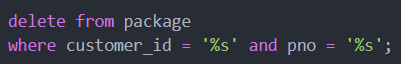 delete from package
where customer_id = '%s' and pno = '%s';